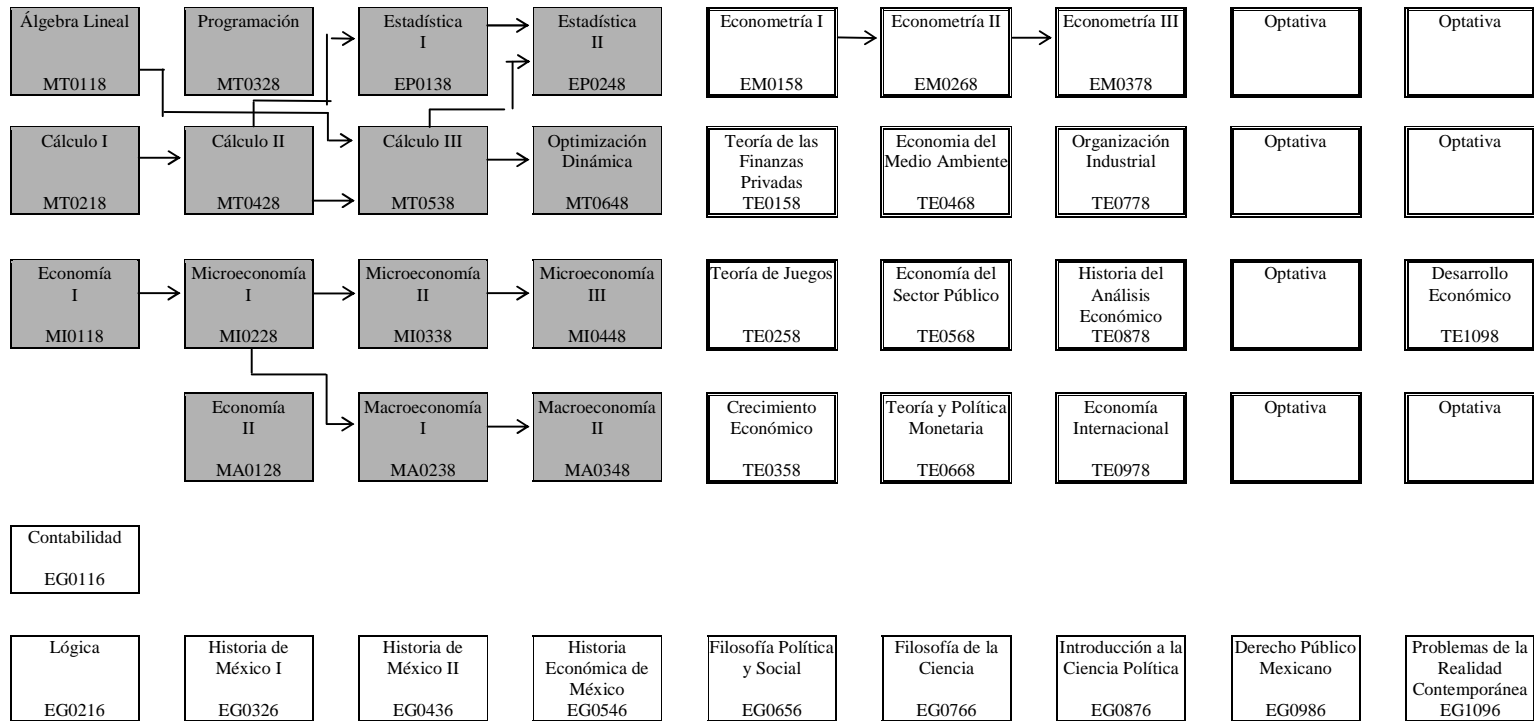 Álgebra Lineal
MT0118
Programación
MT0328
Estadística
I
EP0138
Estadística
II
EP0248
Econometría I
EM0158
Econometría II
EM0268
Econometría III
EM0378
Optativa
Optativa
Cálculo I
MT0218
Cálculo II
MT0428
Cálculo III
MT0538
Optimización
Dinámica
MT0648
Teoría de las
Finanzas
Privadas
TE0158
Economia del
Medio Ambiente
TE0468
Organización
Industrial
TE0778
Optativa
Optativa
Economía
I
MI0118
Microeconomía
I
MI0228
Microeconomía
II
MI0338
Microeconomía
III
MI0448
Teoría de Juegos
TE0258
Economía del
Sector Público
TE0568
Historia del
Análisis
Económico
TE0878
Optativa
Desarrollo
Económico
TE1098
Economía
II
MA0128
Macroeconomía
I
MA0238
Macroeconomía
II
MA0348
Crecimiento
Económico
TE0358
Teoría y Política
Monetaria
TE0668
Economía
Internacional
TE0978
Optativa
Optativa
Contabilidad
EG0116
Lógica
EG0216
Historia de
México I
EG0326
Historia de
México II
EG0436
Historia
Económica de
México
EG0546
Filosofía Política
y Social
EG0656
Filosofía de la
Ciencia
EG0766
Introducción a la
Ciencia Política
EG0876
Derecho Público
Mexicano
EG0986
Problemas de la
Realidad
Contemporánea
EG1096